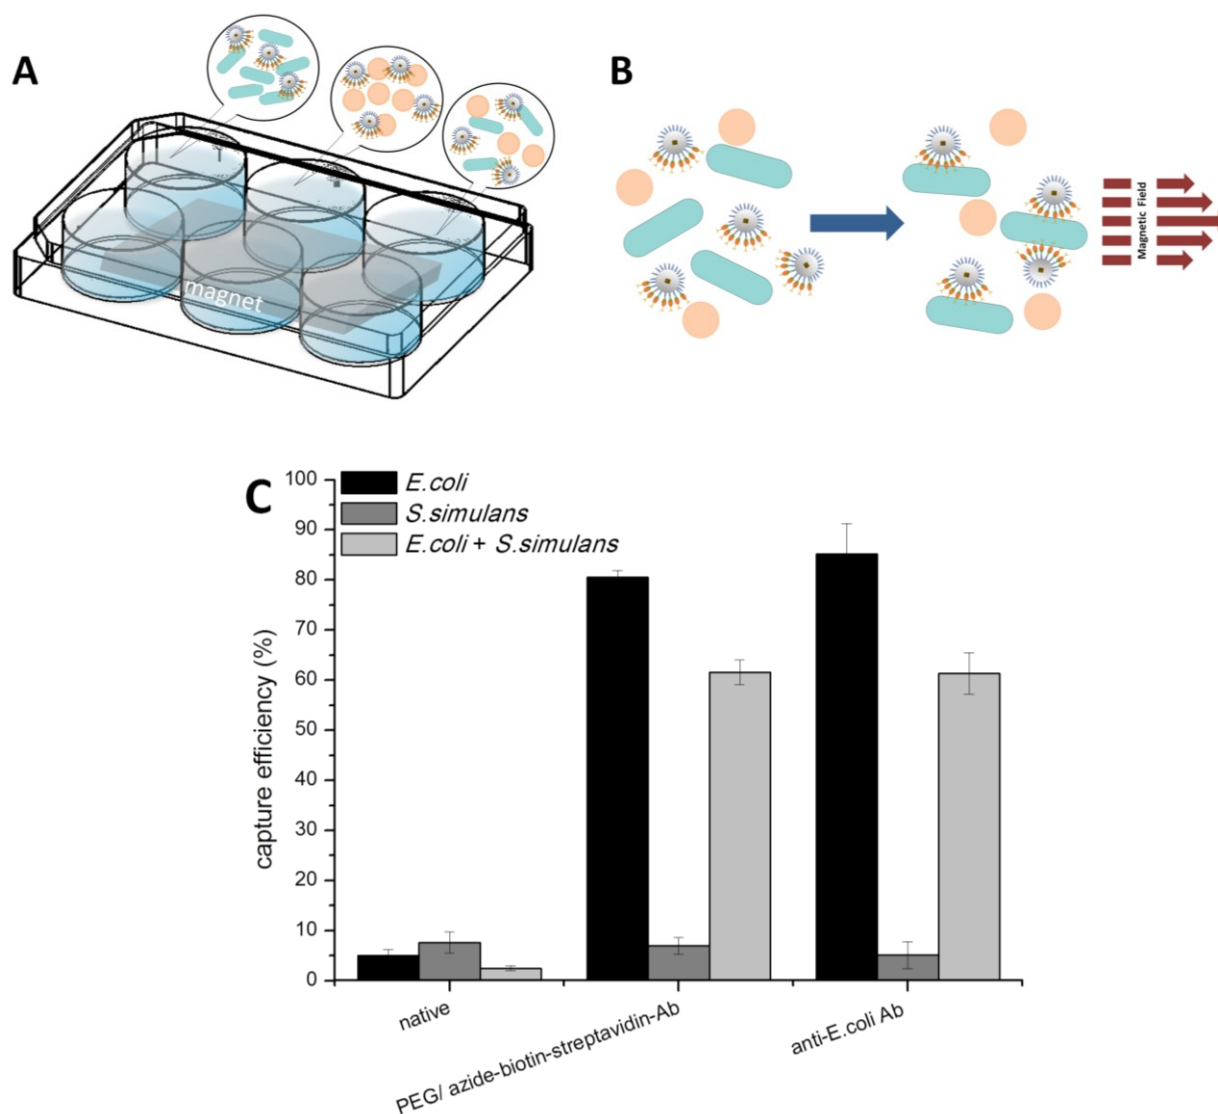 A
B
magnet
Magnetic Field
C
E.coli
S.simulans
E.coli + S.simulans
capture efficiency (%)
100
90
80
70
60
50
40
30
20
10
0
native
PEG/ azide-biotin-streptavidin-Ab
anti-E.coli Ab